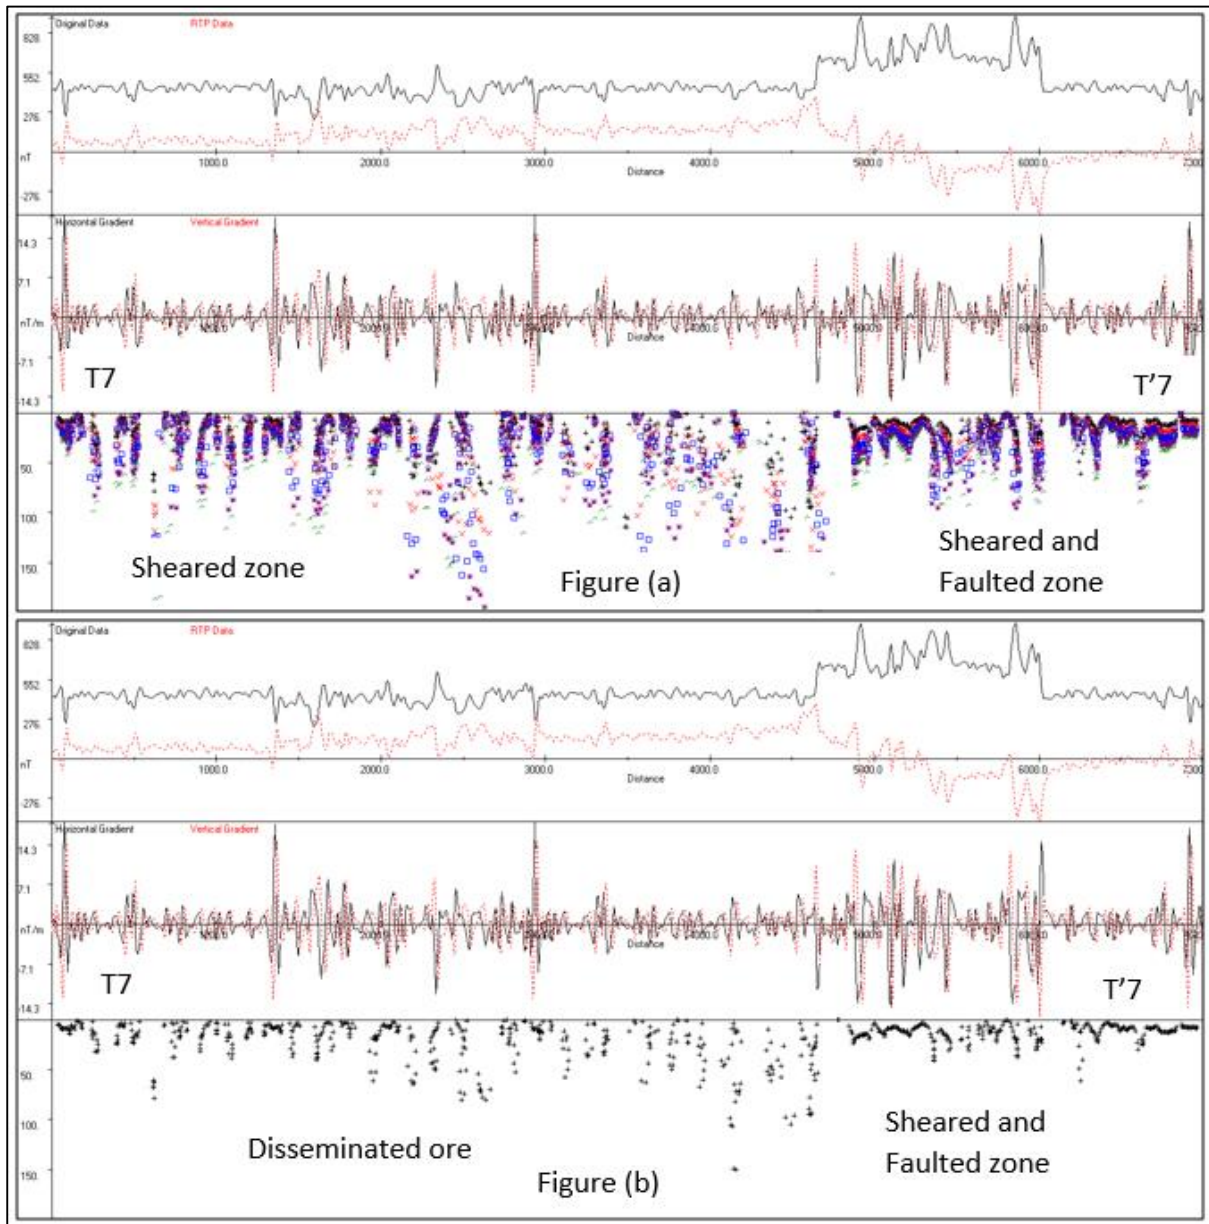 Original Data RTP Data
828.
552.
276.
nT
1000.0 2000.0 3000.0 4000.0 5000.0 6000.0 7000
Distance
-276.
Horizontal Gradient Vertical Gradient
14.3
7.1
nT/m
Distance
-7.1
T7 T'7
-14.3
50.
100.
150.
Sheared zone
Figure (a)
Sheared and
Faulted zone
Original Data RTP Data
828.
552.
276.
nT
1000.0 2000.0 3000.0 4000.0 5000.0 6000.0 7000
Distance
-276.
Horizontal Gradient Vertical Gradient
14.3
7.1
nT/m
Distance
-7.1
T7 T'7
-14.3
50.
100.
150.
Disseminated ore
Figure (b)
Sheared and
Faulted zone